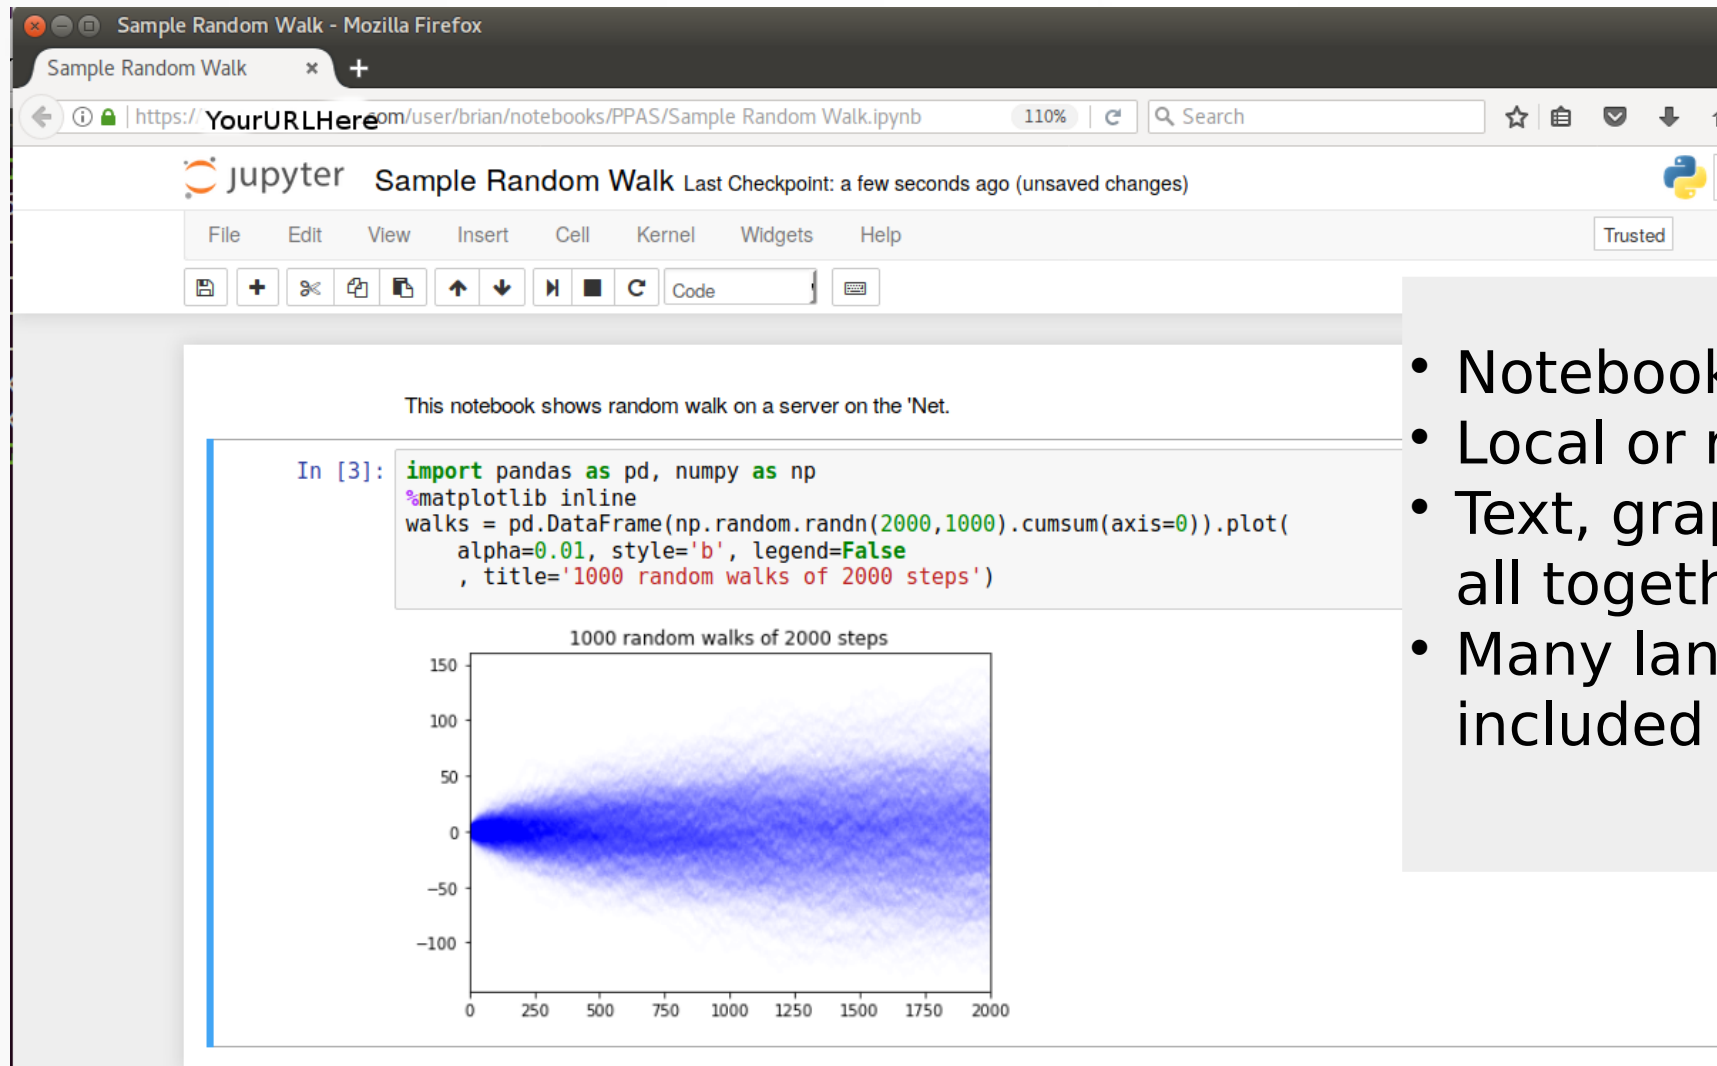 Sample Random Walk - Mozilla Firefox
Sample Random Walk
https:// YourURLHere com/user/brian/notebooks/PPAS/Sample Random Walk.ipynb 110% Search
jupyter Sample Random Walk Last Checkpoint: a few seconds ago (unsaved changes)
File Edit View Insert Cell Kernel Widgets Help Trusted
Code
This notebook shows random walk on a server on the 'Net.
In [3]: import pandas as pd, numpy as np
%matplotlib inline
walks = pd.DataFrame(np.random.randn(2000,1000).cumsum(axis=0)).plot(
alpha=0.01, style='b', legend=False
, title='1000 random walks of 2000 steps')
1000 random walks of 2000 steps
150
100
50
0
−50
−100
0 250 500 750 1000 1250 1500 1750 2000
• Notebook
• Local or
• Text,
all
• Many
included